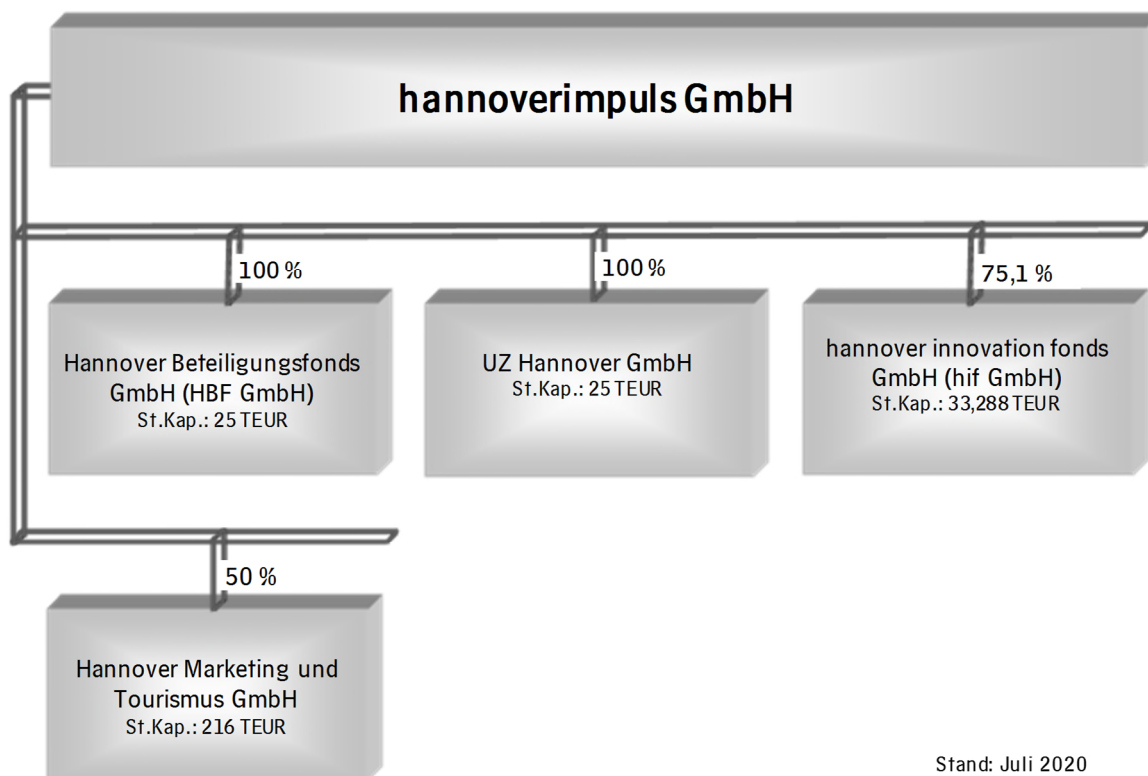 hannoverimpuls GmbH
100 %
100 %
75,1 %
Hannover Beteiligungsfonds
GmbH (HBF GmbH)
St.Kap.: 25 TEUR
UZ Hannover GmbH
St.Kap.: 25 TEUR
hannover innovation fonds
GmbH (hif GmbH)
St.Kap.: 33,288 TEUR
50 %
Hannover Marketing und
Tourismus GmbH
St.Kap.: 216 TEUR
Stand: Juli 2020